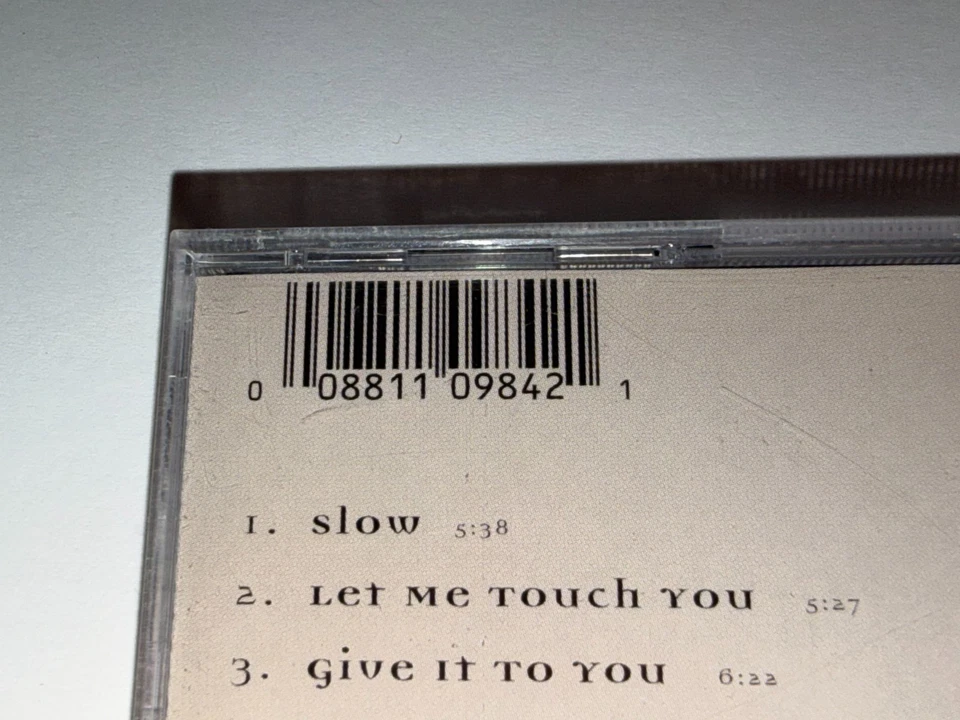 0 08811 09842 1
1. Slow 5:38
2. Let Me Touch You 5:27
3. Give It To You 6:22